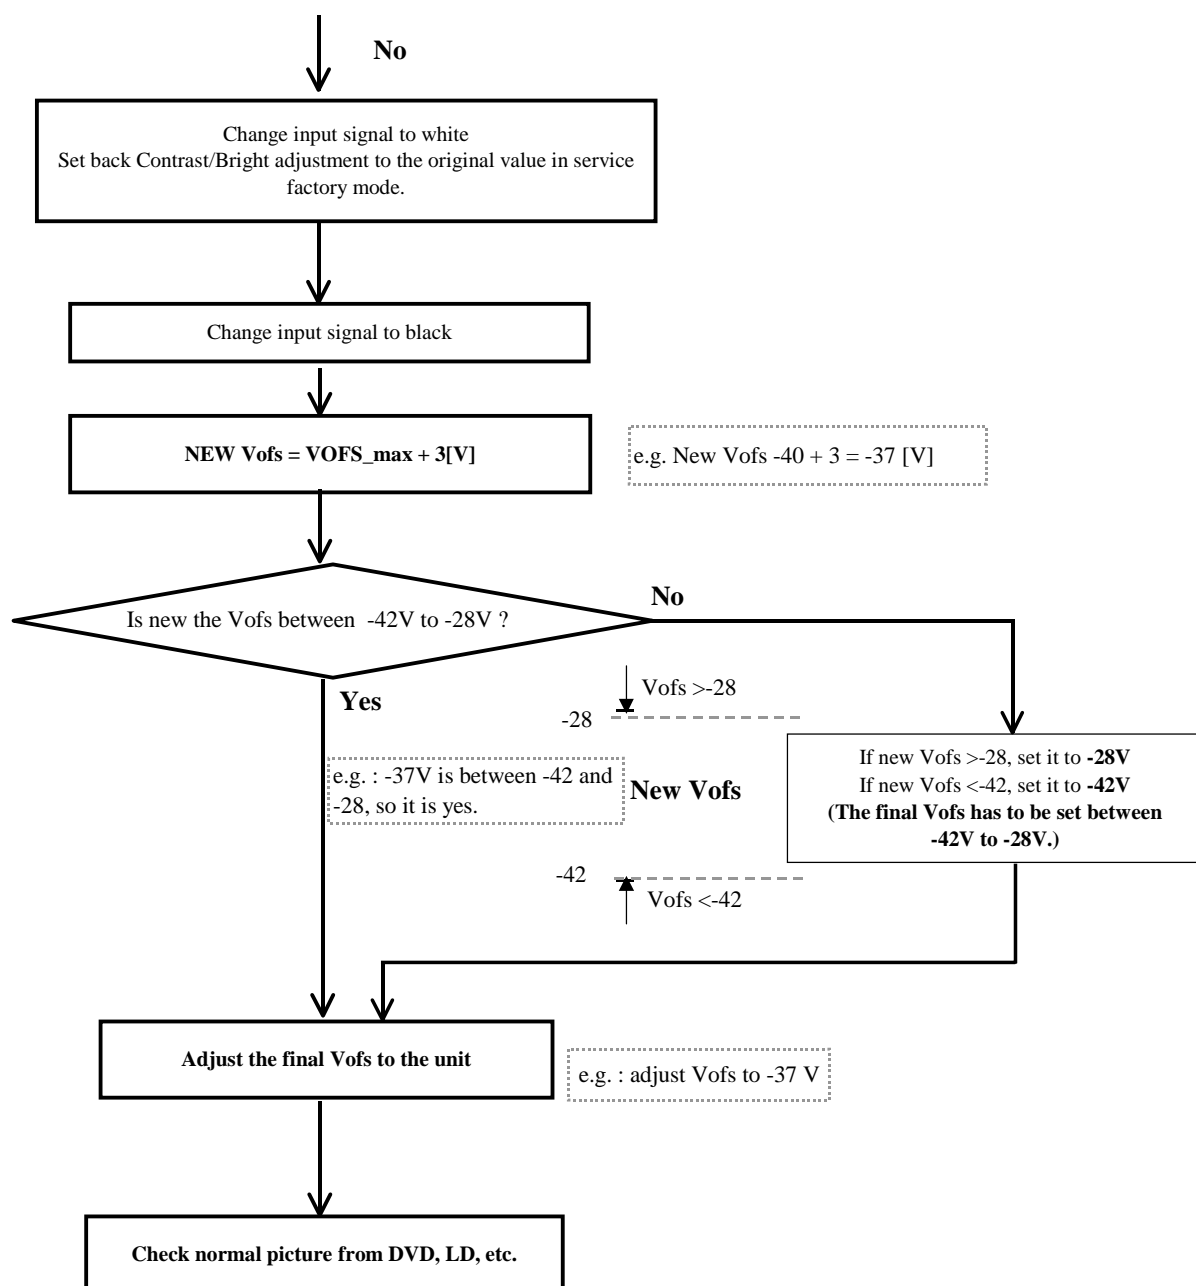 No
Change input signal to white
Set back Contrast/Bright adjustment to the original value in service
factory mode.
Change input signal to black
NEW Vofs = VOFS_max + 3[V]
e.g. New Vofs -40 + 3 = -37 [V]
Is new the Vofs between -42V to -28V ?
No
Yes
Vofs >-28
-28
e.g. : -37V is between -42 and
-28, so it is yes.
New Vofs
If new Vofs >-28, set it to -28V
If new Vofs <-42, set it to -42V
(The final Vofs has to be set between
-42V to -28V.)
-42
Vofs <-42
Adjust the final Vofs to the unit
e.g. : adjust Vofs to -37 V
Check normal picture from DVD, LD, etc.